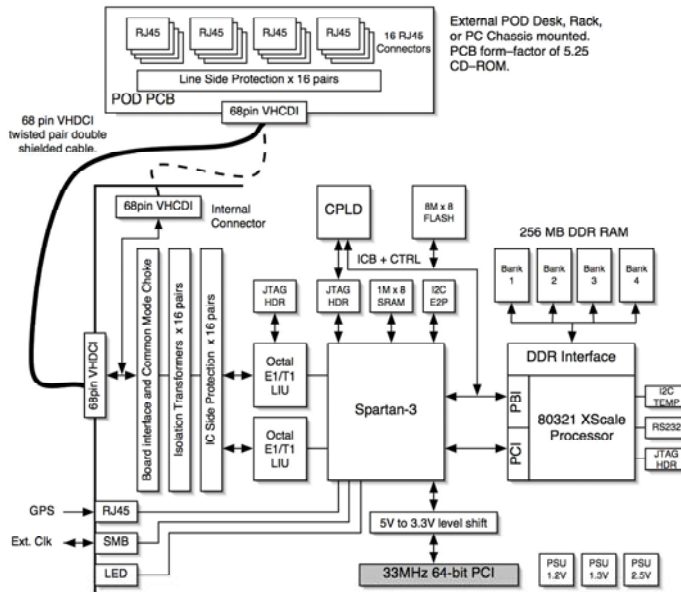 RJ45
RJ45
RJ45
RJ45
16 RJ45
Connectors
Line Side Protection x 16 pairs
POD PCB
68pin VHCDI
External POD Desk, Rack,
or PC Chassis mounted.
PCB form-factor of 5.25
CD-ROM.
68 pin VHDCI
twisted pair double
shielded cable.
68pin VHCDI
Internal
Connector
CPLD
8M x 8
FLASH
ICB + CTRL
256 MB DDR RAM
Bank
1
Bank
2
Bank
3
Bank
4
JTAG
HDR
JTAG
HDR
1M x 8
SRAM
I2C
E2P
68pin VHDCI
Board interface and Common Mode Choke
Isolation Transformers x 16 pairs
IC Side Protection x 16 pairs
Octal
E1/T1
LIU
Octal
E1/T1
LIU
Spartan-3
DDR Interface
PBI
PCI
80321 XScale
Processor
I2C
TEMP
RS232
JTAG
HDR
GPS
RJ45
Ext. Clk
SMB
LED
5V to 3.3V level shift
33MHz 64-bit PCI
PSU
1.2V
PSU
1.3V
PSU
2.5V